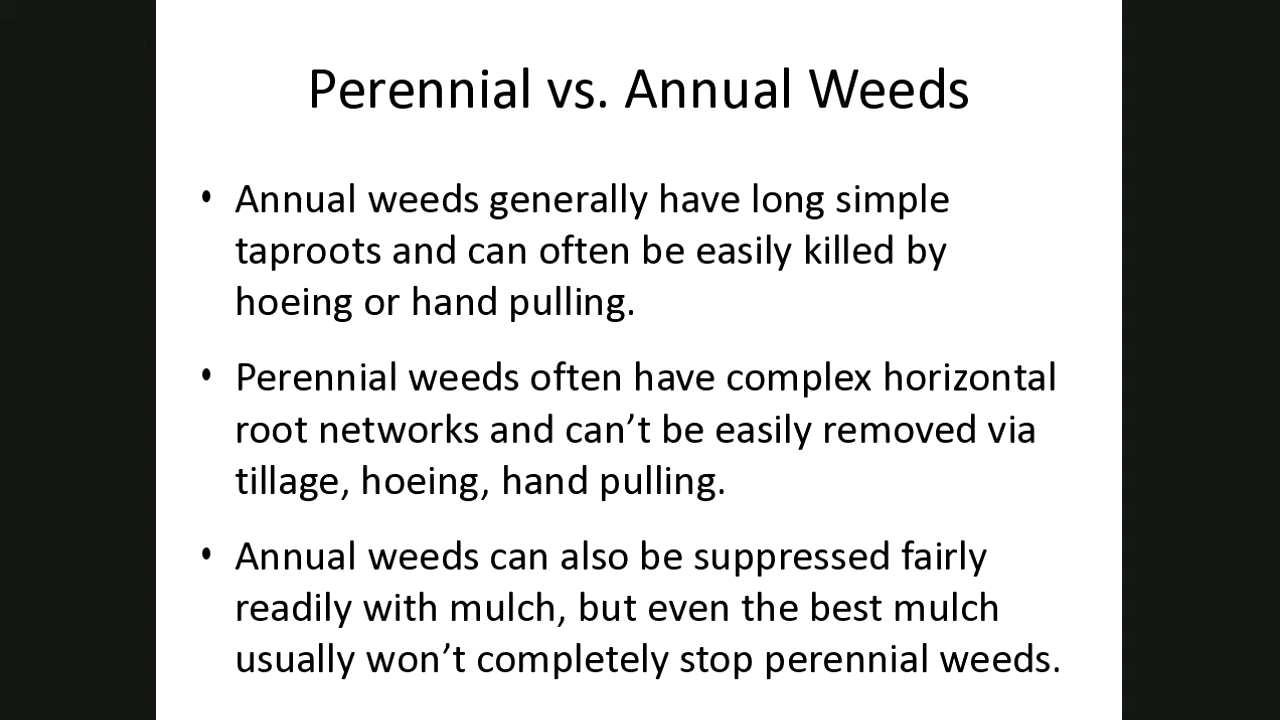 Perennial vs. Annual Weeds
• Annual weeds generally have long simple
taproots and can often be easily killed by
hoeing or hand pulling.
• Perennial weeds often have complex horizontal
root networks and can’t be easily removed via
tillage, hoeing, hand pulling.
• Annual weeds can also be suppressed fairly
readily with mulch, but even the best mulch
usually won’t completely stop perennial weeds.